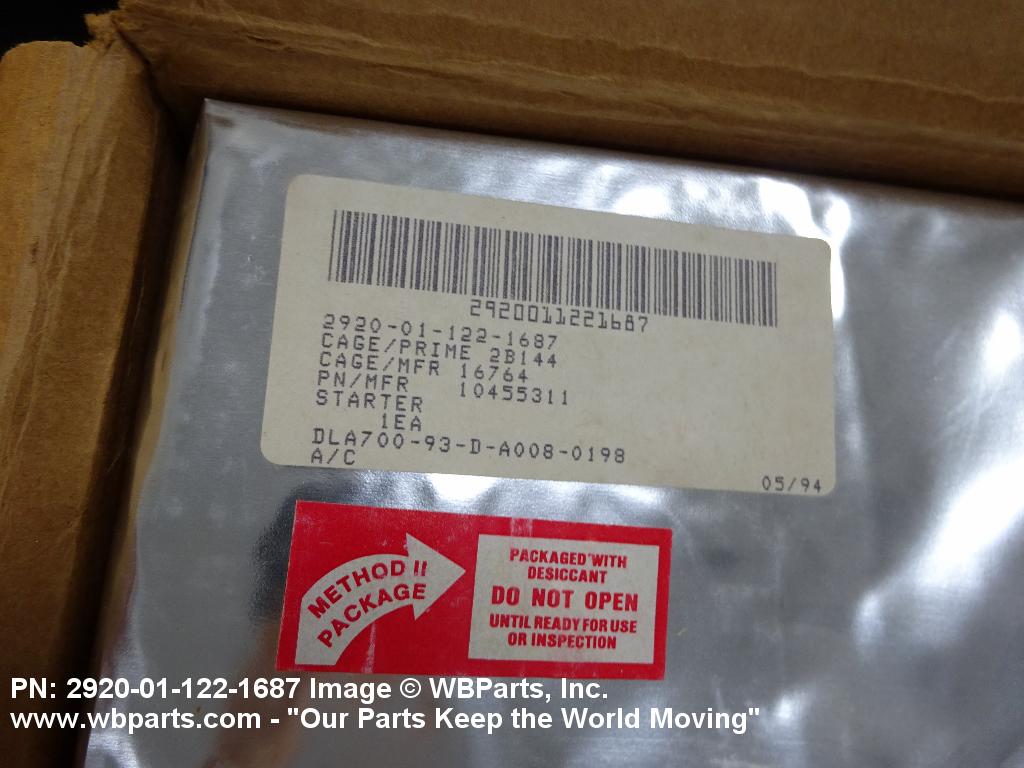 2920011221687
2920-01-122-1687
CAGE/PRIME 2B144
CAGE/MFR 16764
PN/MFR 10455311
STARTER
1EA
DLA700-93-D-A008-0198
A/C
05/94
METHOD II
PACKAGE
PACKAGED WITH
DESICCANT
DO NOT OPEN
UNTIL READY FOR USE
OR INSPECTION
PN: 2920-01-122-1687 Image © WBParts, Inc.
www.wbparts.com - "Our Parts Keep the World Moving"